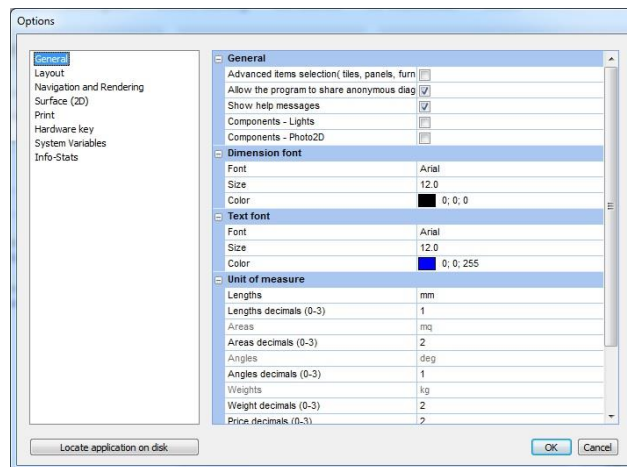 Options
General
Layout
Navigation and Rendering
Surface (2D)
Print
Hardware key
System Variables
Info-Stats
General
Advanced items selection( tiles, panels, furn
Allow the program to share anonymous diag
Show help messages
Components - Lights
Components - Photo2D
Dimension font
Font Arial
Size 12.0
Color 0; 0; 0
Text font
Font Arial
Size 12.0
Color 0; 0; 255
Unit of measure
Lengths mm
Lengths decimals (0-3) 1
Areas mq
Areas decimals (0-3) 2
Angles deg
Angles decimals (0-3) 1
Weights kg
Weight decimals (0-3) 2
Price decimals (0-3) 2
Locate application on disk
OK Cancel